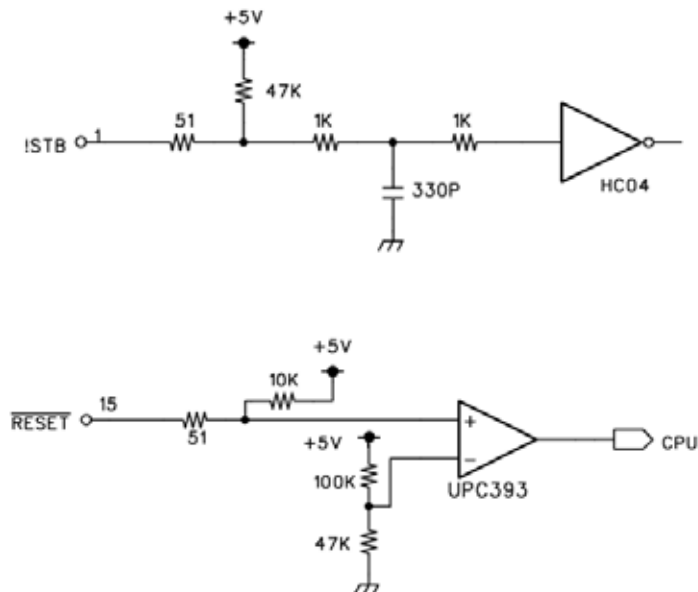 +5V
47K
!STB
1
51
1K
1K
330P
HC04
+5V
10K
RESET
15
51
+5V
+
−
100K
47K
UPC393
CPU